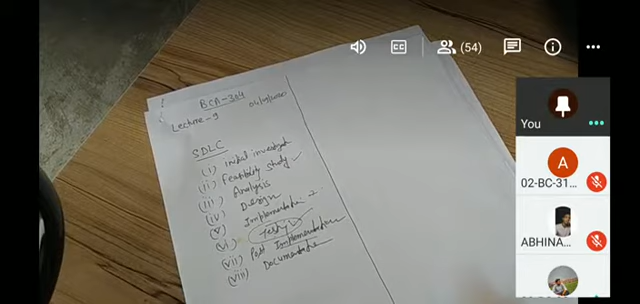 (54)
BCA-304
Lecture-9
SDLC
(i) Initial investigat
(ii) Feasibility study
(iii) Analysis
(iv) Design
(v) Implementation
(vi) Testing
(vii) Post Implementation
(viii) Documentation
You
A
02-BC-31...
ABHINA...